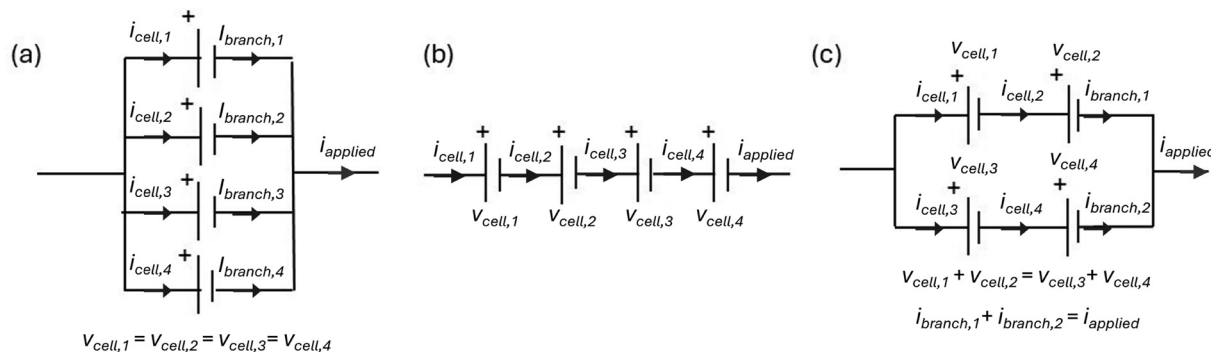 (a)
+
i_cell,1 I_branch,1
+
i_cell,2 I_branch,2
i_applied
+
i_cell,3 I_branch,3
+
i_cell,4 I_branch,4
v_cell,1 = v_cell,2 = v_cell,3 = v_cell,4
(b)
+ + + +
i_cell,1 i_cell,2 i_cell,3 i_cell,4 i_applied
v_cell,1 v_cell,2 v_cell,3 v_cell,4
(c)
v_cell,1 v_cell,2
+ +
i_cell,1 i_cell,2 i_branch,1
i_applied
v_cell,3 v_cell,4
+ +
i_cell,3 i_cell,4 i_branch,2
v_cell,1 + v_cell,2 = v_cell,3 + v_cell,4
i_branch,1 + i_branch,2 = i_applied